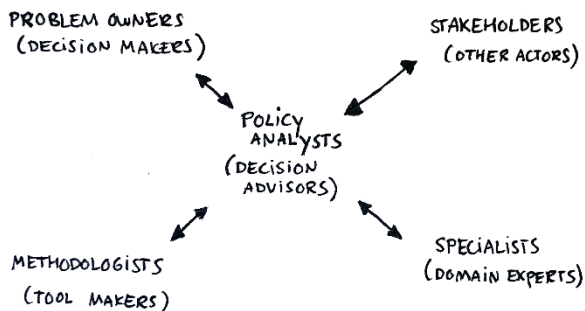 PROBLEM OWNERS
(DECISION MAKERS)
STAKEHOLDERS
(OTHER ACTORS)
POLICY
ANALYSTS
(DECISION
ADVISORS)
METHODOLOGISTS
(TOOL MAKERS)
SPECIALISTS
(DOMAIN EXPERTS)